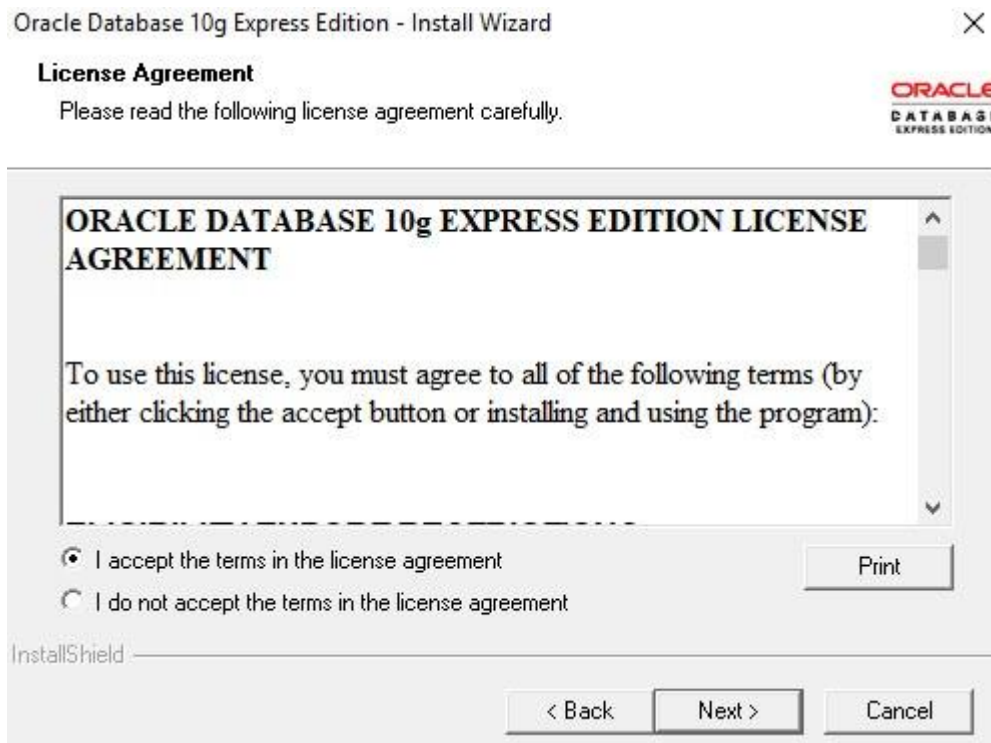 Oracle Database 10g Express Edition - Install Wizard
License Agreement
Please read the following license agreement carefully.
ORACLE
DATABASE
EXPRESS EDITION
ORACLE DATABASE 10g EXPRESS EDITION LICENSE
AGREEMENT
To use this license, you must agree to all of the following terms (by
either clicking the accept button or installing and using the program):
I accept the terms in the license agreement
Print
I do not accept the terms in the license agreement
InstallShield
< Back
Next >
Cancel